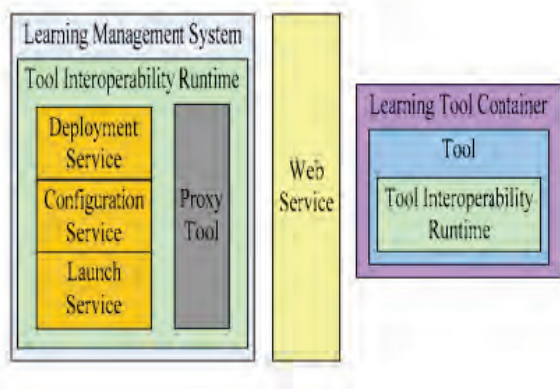 Learning Management System
Tool Interoperability Runtime
Deployment
Service
Configuration
Service
Launch
Service
Proxy
Tool
Web
Service
Learning Tool Container
Tool
Tool Interoperability
Runtime